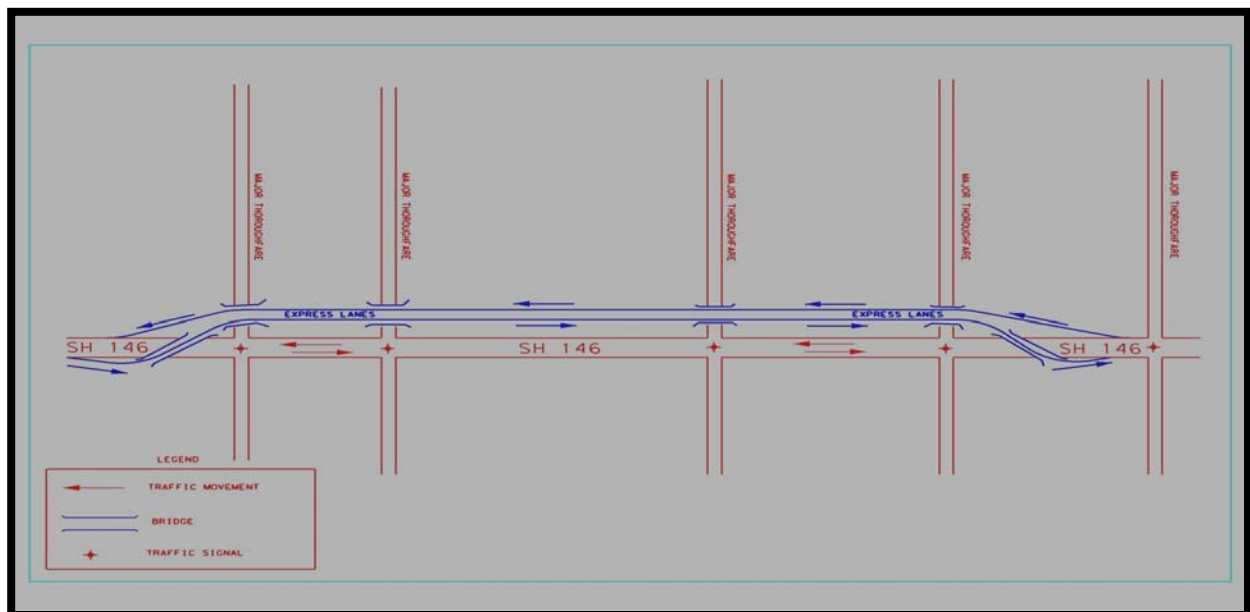 MAJOR THOROUGHFARE
MAJOR THOROUGHFARE
MAJOR THOROUGHFARE
MAJOR THOROUGHFARE
MAJOR THOROUGHFARE
EXPRESS LANES
EXPRESS LANES
SH 146
SH 146
SH 146
LEGEND
TRAFFIC MOVEMENT
BRIDGE
TRAFFIC SIGNAL